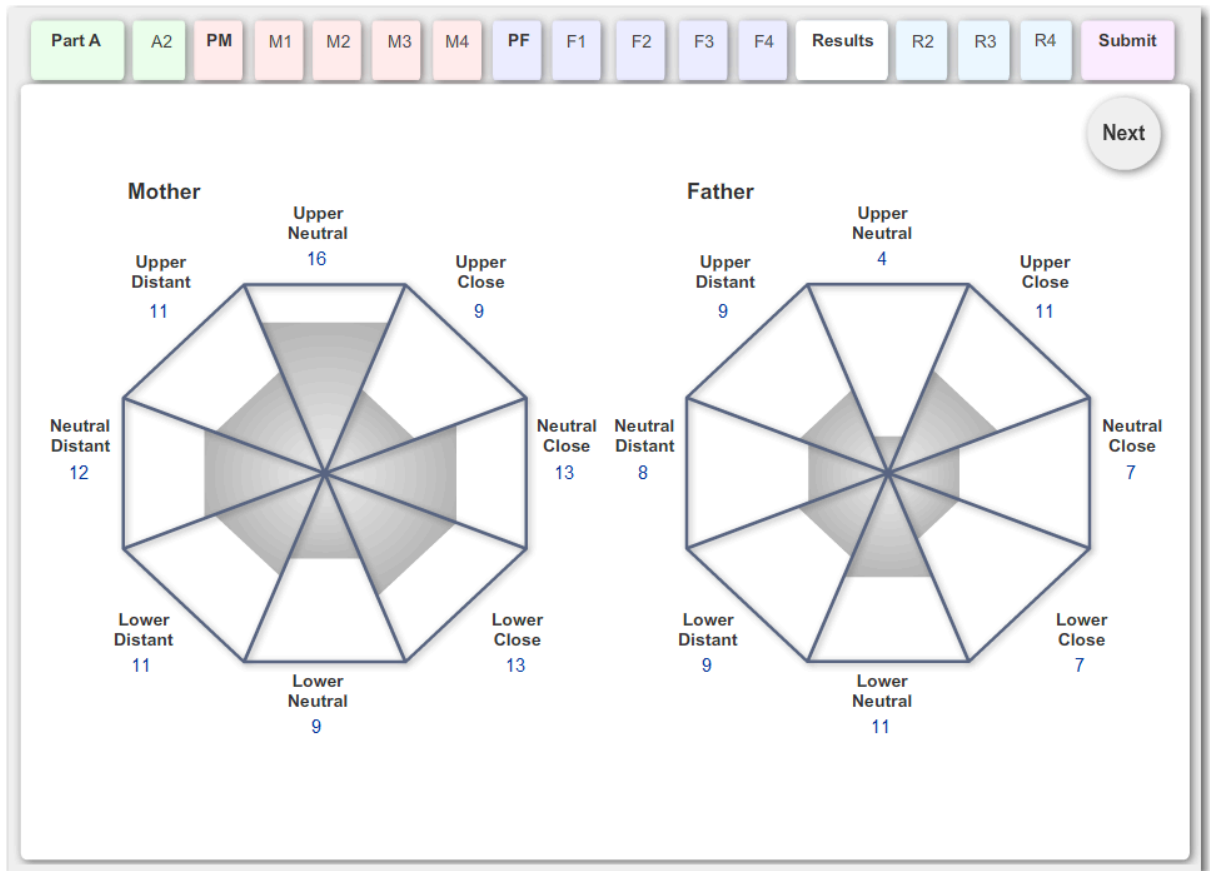 Part A
A2
PM
M1
M2
M3
M4
PF
F1
F2
F3
F4
Results
R2
R3
R4
Submit
Next
Mother
Upper
Neutral
16
Upper
Distant
11
Upper
Close
9
Neutral
Distant
12
Neutral
Close
13
Lower
Distant
11
Lower
Close
13
Lower
Neutral
9
Father
Upper
Neutral
4
Upper
Distant
9
Upper
Close
11
Neutral
Distant
8
Neutral
Close
7
Lower
Distant
9
Lower
Close
7
Lower
Neutral
11